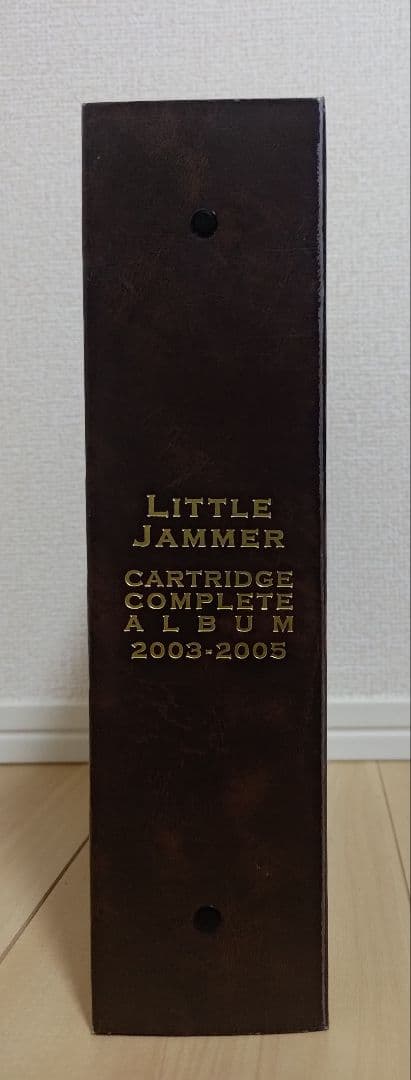 LITTLE
JAMMER
CARTRIDGE
COMPLETE
ALBUM
2003-2005